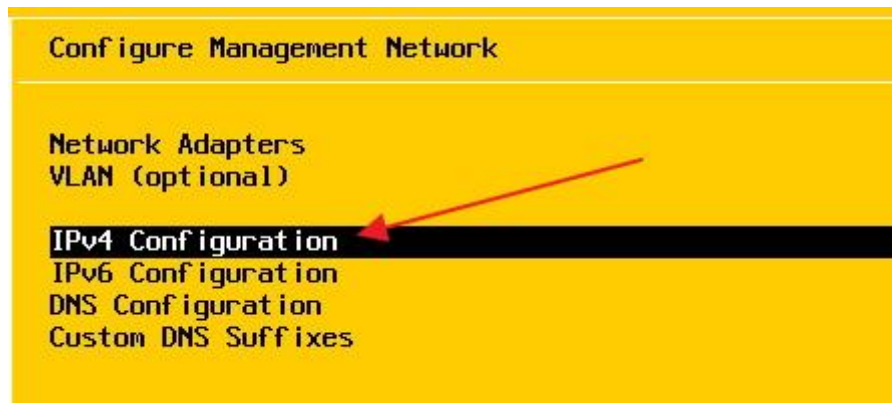 Configure Management Network
Network Adapters
VLAN (optional)
IPv4 Configuration
IPv6 Configuration
DNS Configuration
Custom DNS Suffixes